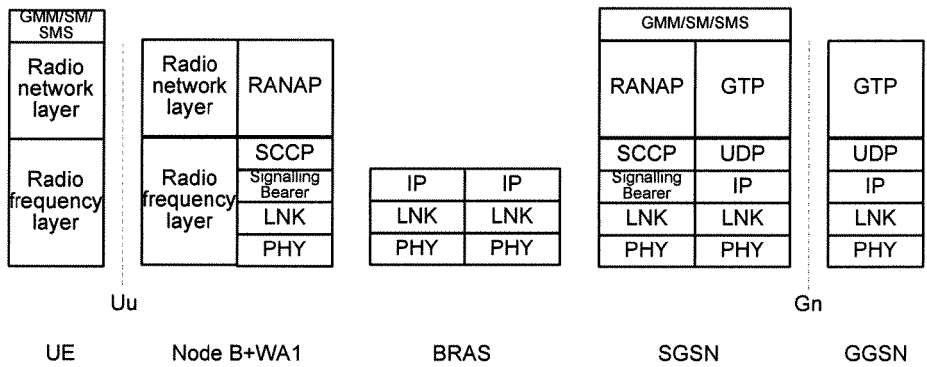 GMM/SM/
SMS
Radio
network
layer
Radio
frequency
layer
Uu
Radio
network
layer
RANAP
Radio
frequency
layer
SCCP
Signalling
Bearer
LNK
PHY
IP
IP
LNK
LNK
PHY
PHY
GMM/SM/SMS
RANAP
GTP
SCCP
UDP
Signalling
Bearer
IP
LNK
LNK
PHY
PHY
Gn
GTP
UDP
IP
LNK
PHY
UE
Node B+WA1
BRAS
SGSN
GGSN